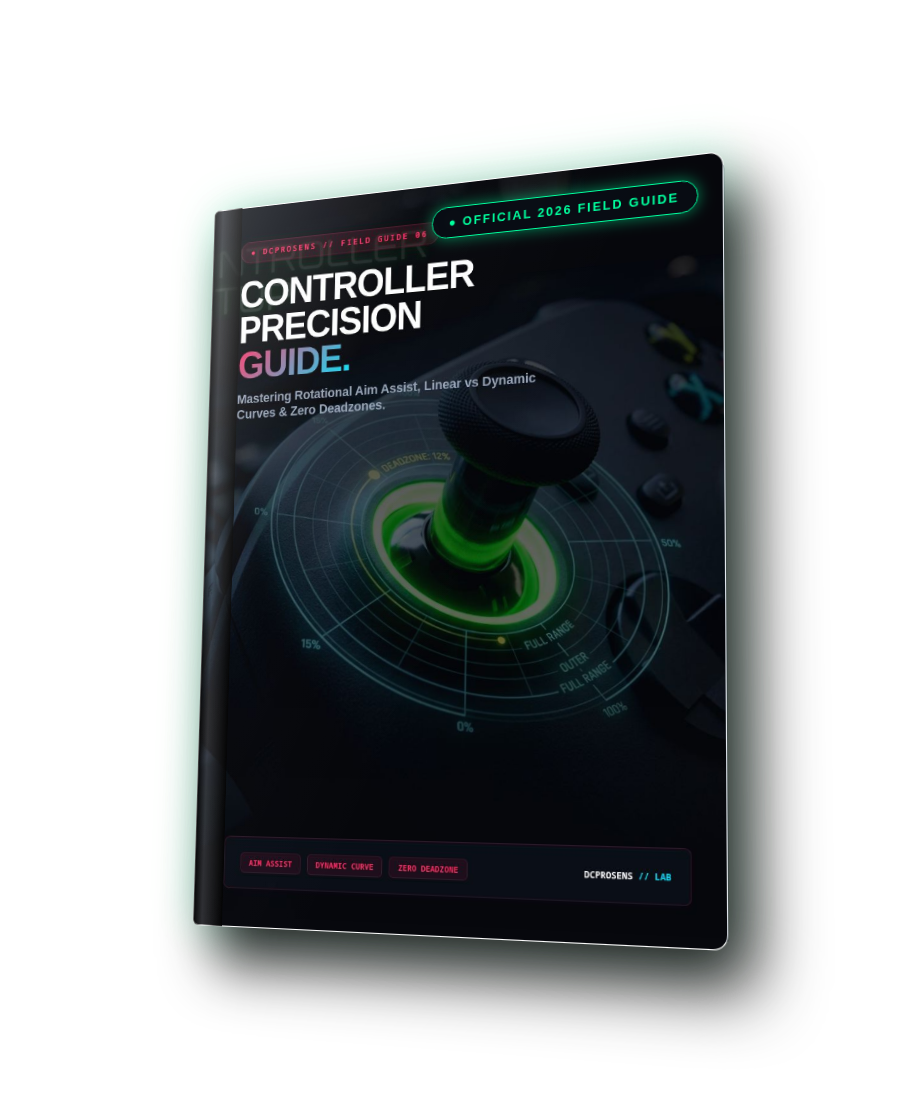 • OFFICIAL 2026 FIELD GUIDE
• DCPROSENS // FIELD GUIDE 06
CONTROLLER
PRECISION
GUIDE.
Mastering Rotational Aim Assist, Linear vs Dynamic
Curves & Zero Deadzones.
DEADZONE: 12%
0%
50%
15%
FULL RANGE
OUTER
FULL RANGE
100%
0%
AIM ASSIST
DYNAMIC CURVE
ZERO DEADZONE
DCPROSENS // LAB